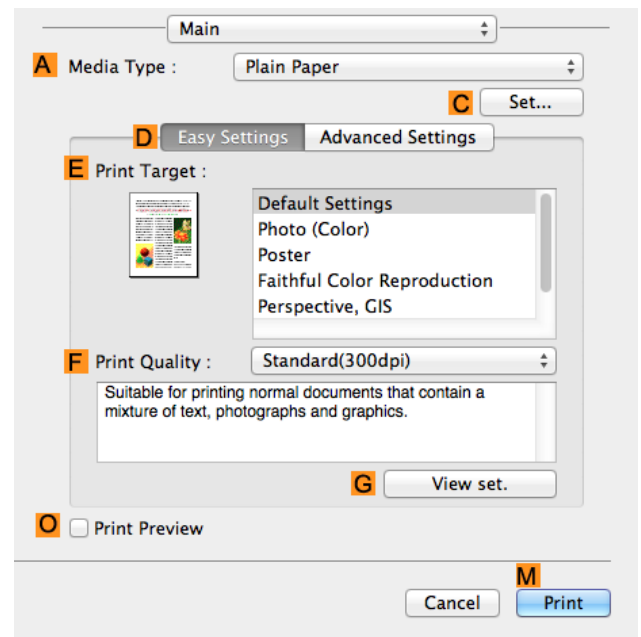 Main
A Media Type : Plain Paper
C Set...
D Easy Settings Advanced Settings
E Print Target :
Default Settings
Photo (Color)
Poster
Faithful Color Reproduction
Perspective, GIS
F Print Quality : Standard(300dpi)
Suitable for printing normal documents that contain a
mixture of text, photographs and graphics.
G View set.
O Print Preview
M
Cancel Print